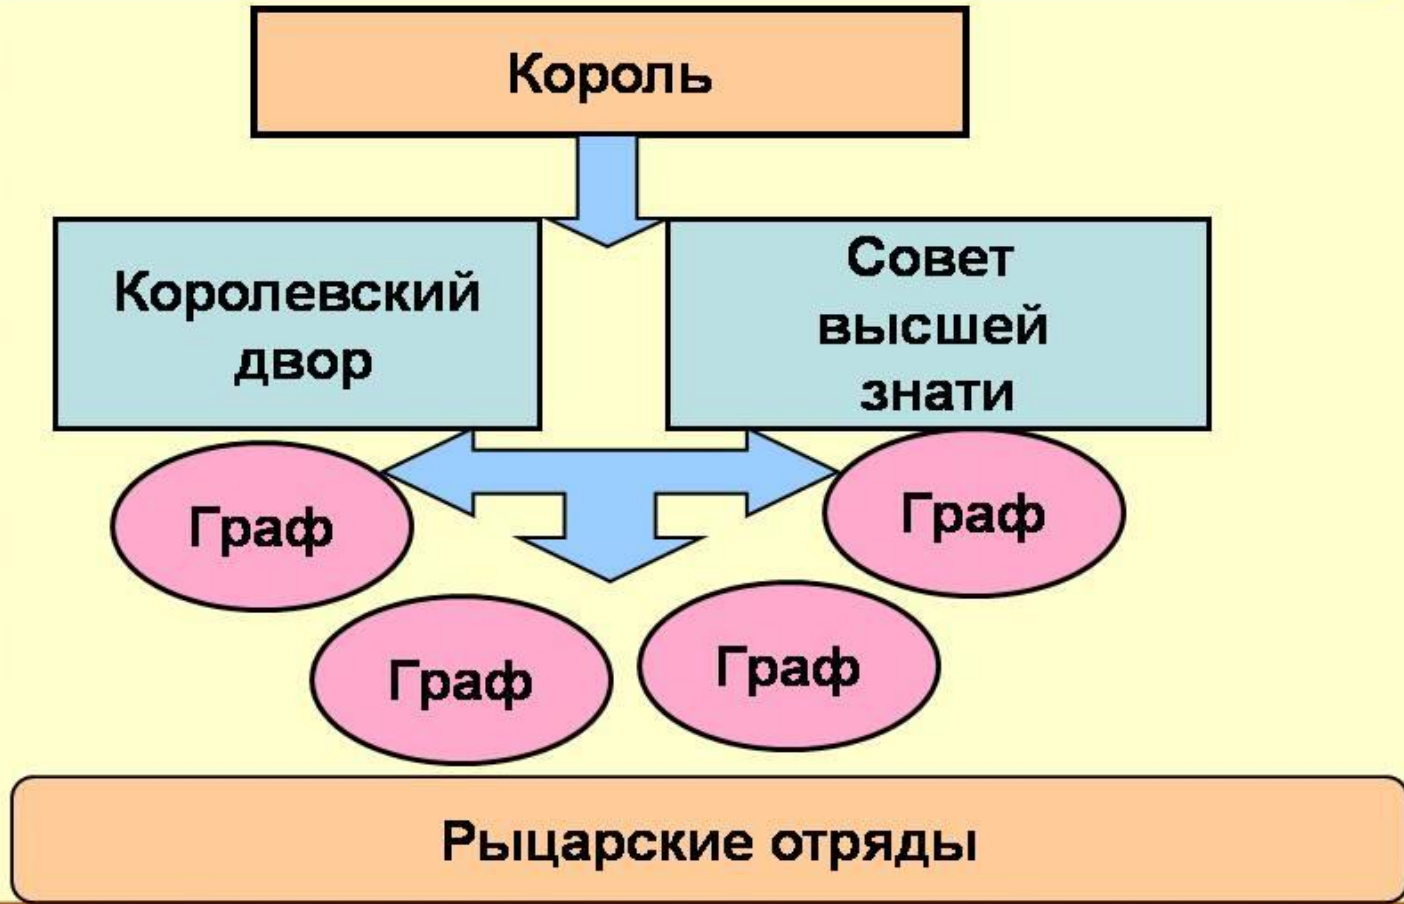 Король
Королевский
двор
Совет
высшей
знати
Граф
Граф
Граф
Граф
Рыцарские отряды